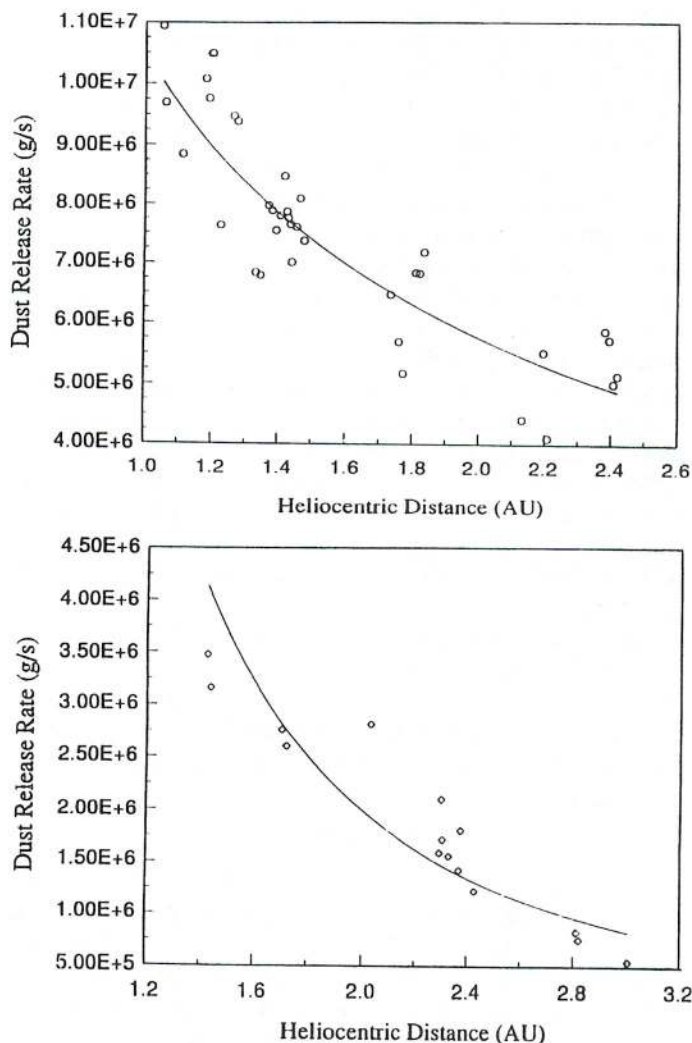 1.10E+7
1.00E+7
9.00E+6
8.00E+6
7.00E+6
6.00E+6
5.00E+6
4.00E+6
Dust Release Rate (g/s)
1.0 1.2 1.4 1.6 1.8 2.0 2.2 2.4 2.6
Heliocentric Distance (AU)
4.50E+6
4.00E+6
3.50E+6
3.00E+6
2.50E+6
2.00E+6
1.50E+6
1.00E+6
5.00E+5
Dust Release Rate (g/s)
1.2 1.6 2.0 2.4 2.8 3.2
Heliocentric Distance (AU)